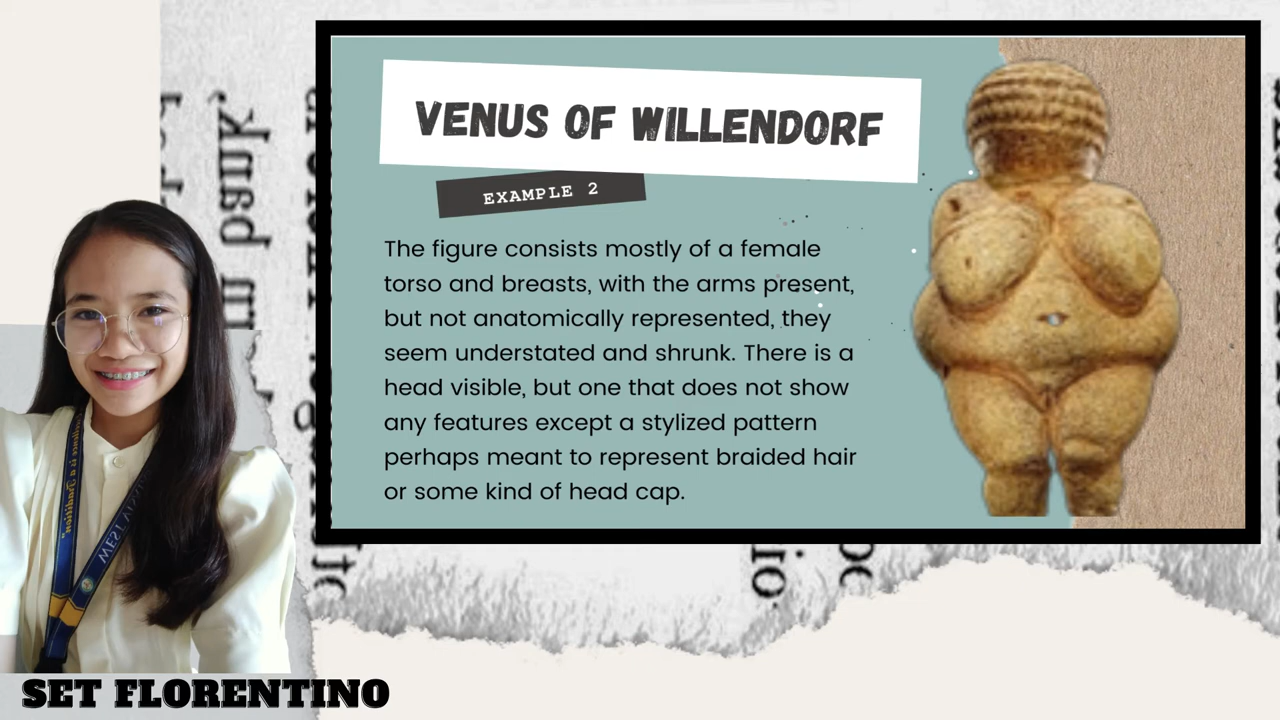 VENUS OF WILLENDORF
EXAMPLE 2
The figure consists mostly of a female
torso and breasts, with the arms present,
but not anatomically represented, they
seem understated and shrunk. There is a
head visible, but one that does not show
any features except a stylized pattern
perhaps meant to represent braided hair
or some kind of head cap.
SET FLORENTINO